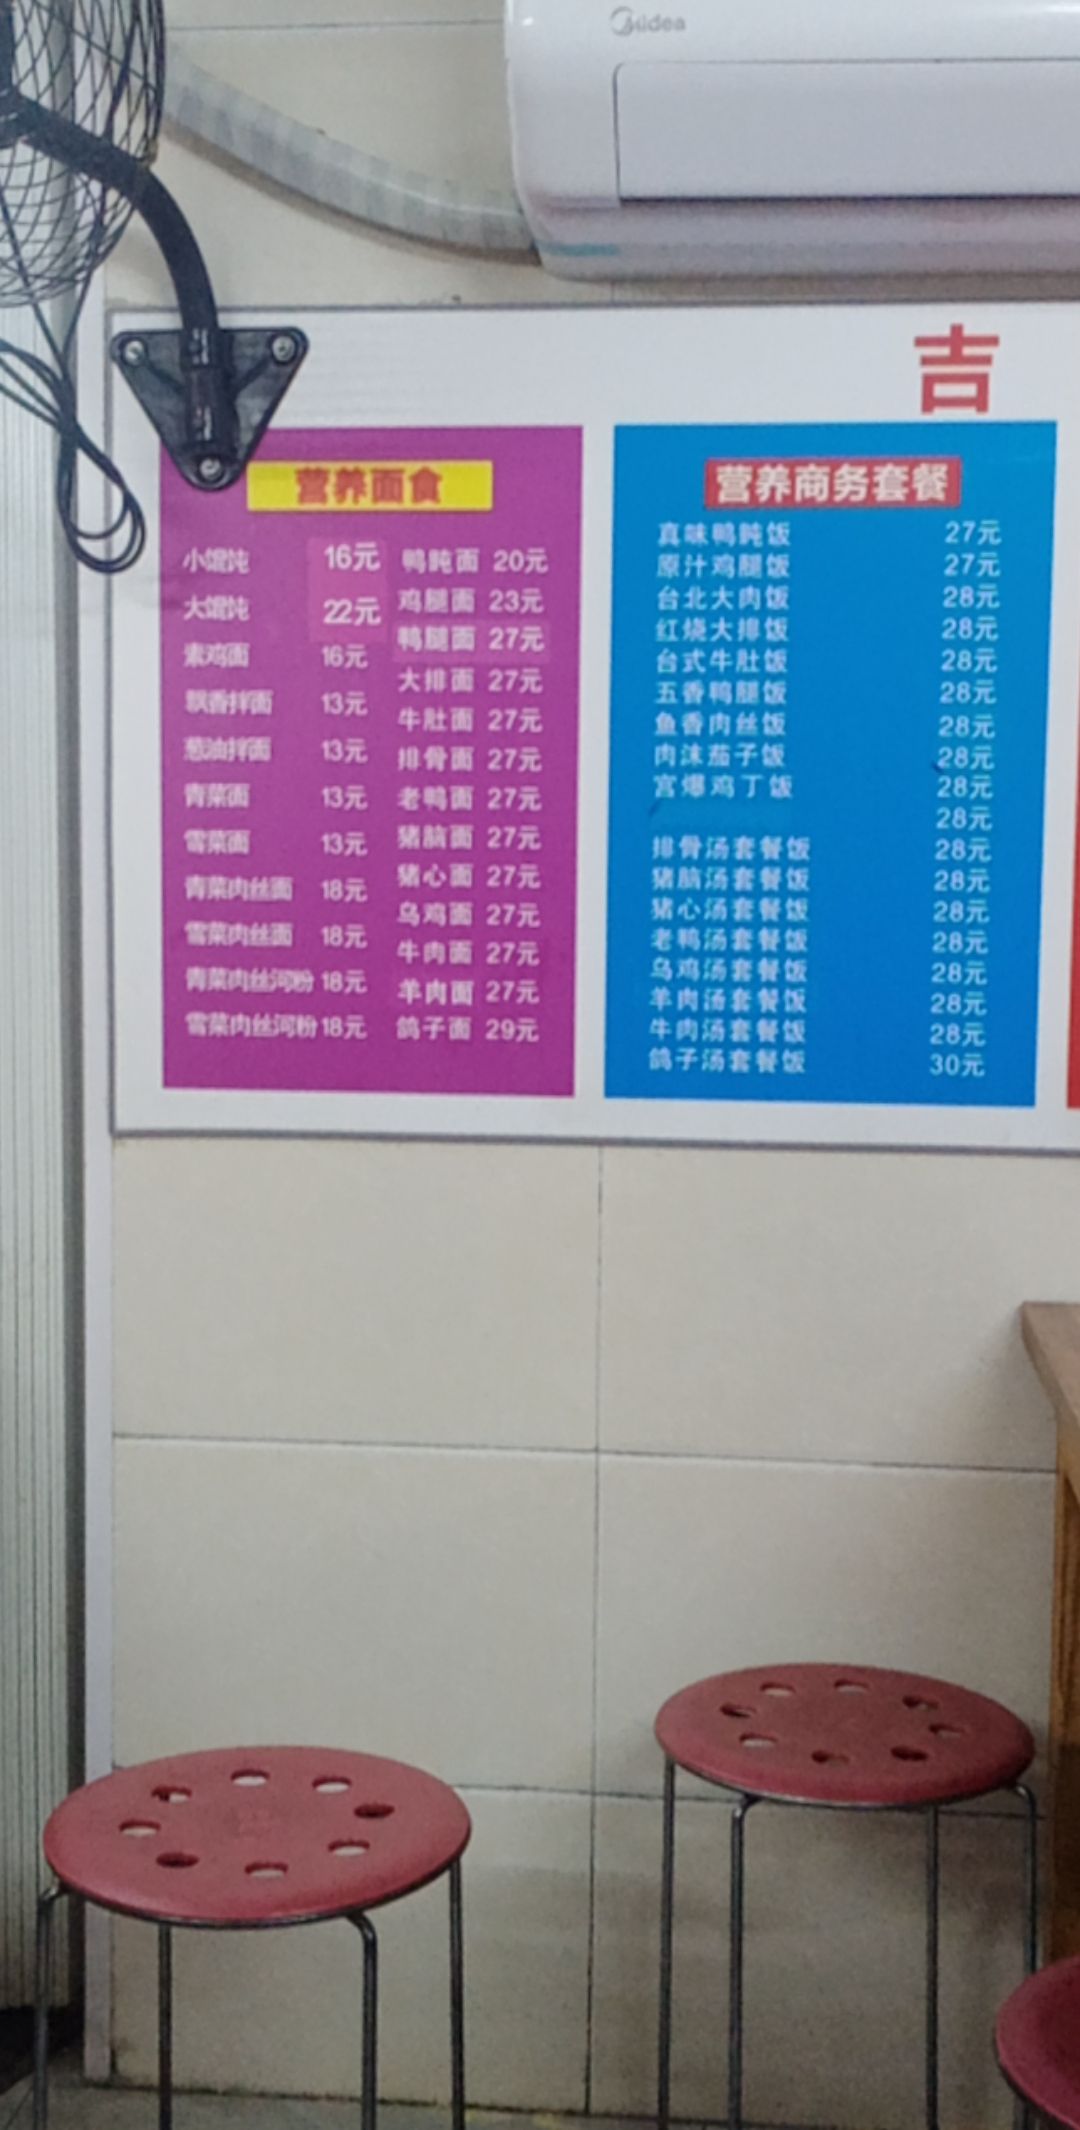 Midea
吉
营养面食
小馄饨 16元
大馄饨 22元
素鸡面 16元
飘香拌面 13元
葱油拌面 13元
青菜面 13元
雪菜面 13元
青菜肉丝面 18元
雪菜肉丝面 18元
青菜肉丝河粉 18元
雪菜肉丝河粉 18元
鸭肫面 20元
鸡腿面 23元
鸭腿面 27元
大排面 27元
牛肚面 27元
排骨面 27元
老鸭面 27元
猪脑面 27元
猪心面 27元
乌鸡面 27元
牛肉面 27元
羊肉面 27元
鸽子面 29元
营养商务套餐
真味鸭肫饭 27元
原汁鸡腿饭 27元
台北大肉饭 28元
红烧大排饭 28元
台式牛肚饭 28元
五香鸭腿饭 28元
鱼香肉丝饭 28元
肉沫茄子饭 28元
宫爆鸡丁饭 28元
28元
排骨汤套餐饭 28元
猪脑汤套餐饭 28元
猪心汤套餐饭 28元
老鸭汤套餐饭 28元
乌鸡汤套餐饭 28元
羊肉汤套餐饭 28元
牛肉汤套餐饭 28元
鸽子汤套餐饭 30元